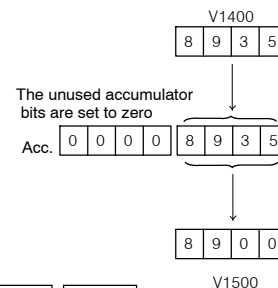 V1400
8 9 3 5
The unused accumulator
bits are set to zero
Acc. 0 0 0 0 8 9 3 5
8 9 0 0
V1500